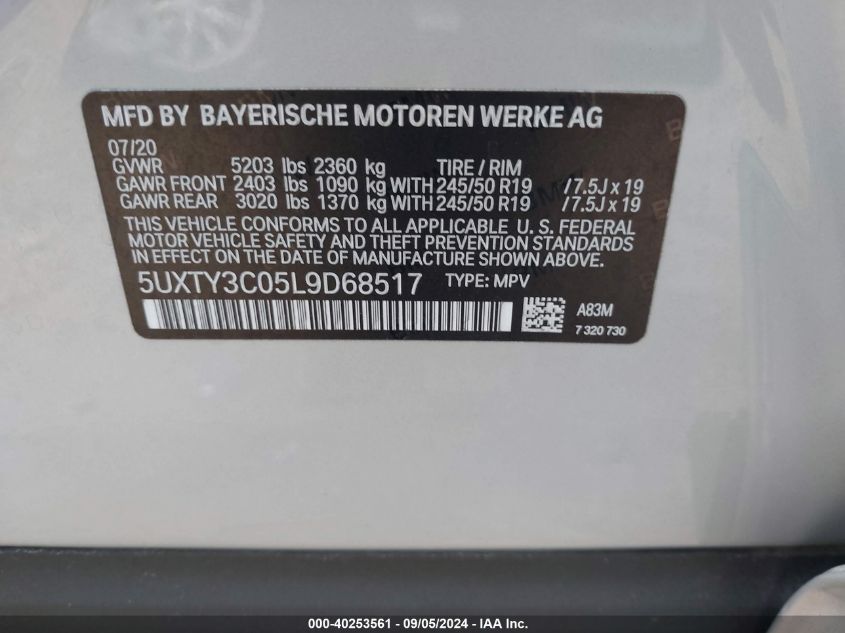 MFD BY BAYERISCHE MOTOREN WERKE AG
07/20
GVWR 5203 lbs 2360 kg TIRE / RIM
GAWR FRONT 2403 lbs 1090 kg WITH 245/50 R19 /7.5J x 19
GAWR REAR 3020 lbs 1370 kg WITH 245/50 R19 /7.5J x 19
THIS VEHICLE CONFORMS TO ALL APPLICABLE U. S. FEDERAL
MOTOR VEHICLE SAFETY AND THEFT PREVENTION STANDARDS
IN EFFECT ON THE DATE OF MANUFACTURE SHOWN ABOVE.
5UXTY3C05L9D68517 TYPE: MPV
A83M
7 320 730
000-40253561 - 09/05/2024 - IAA Inc.